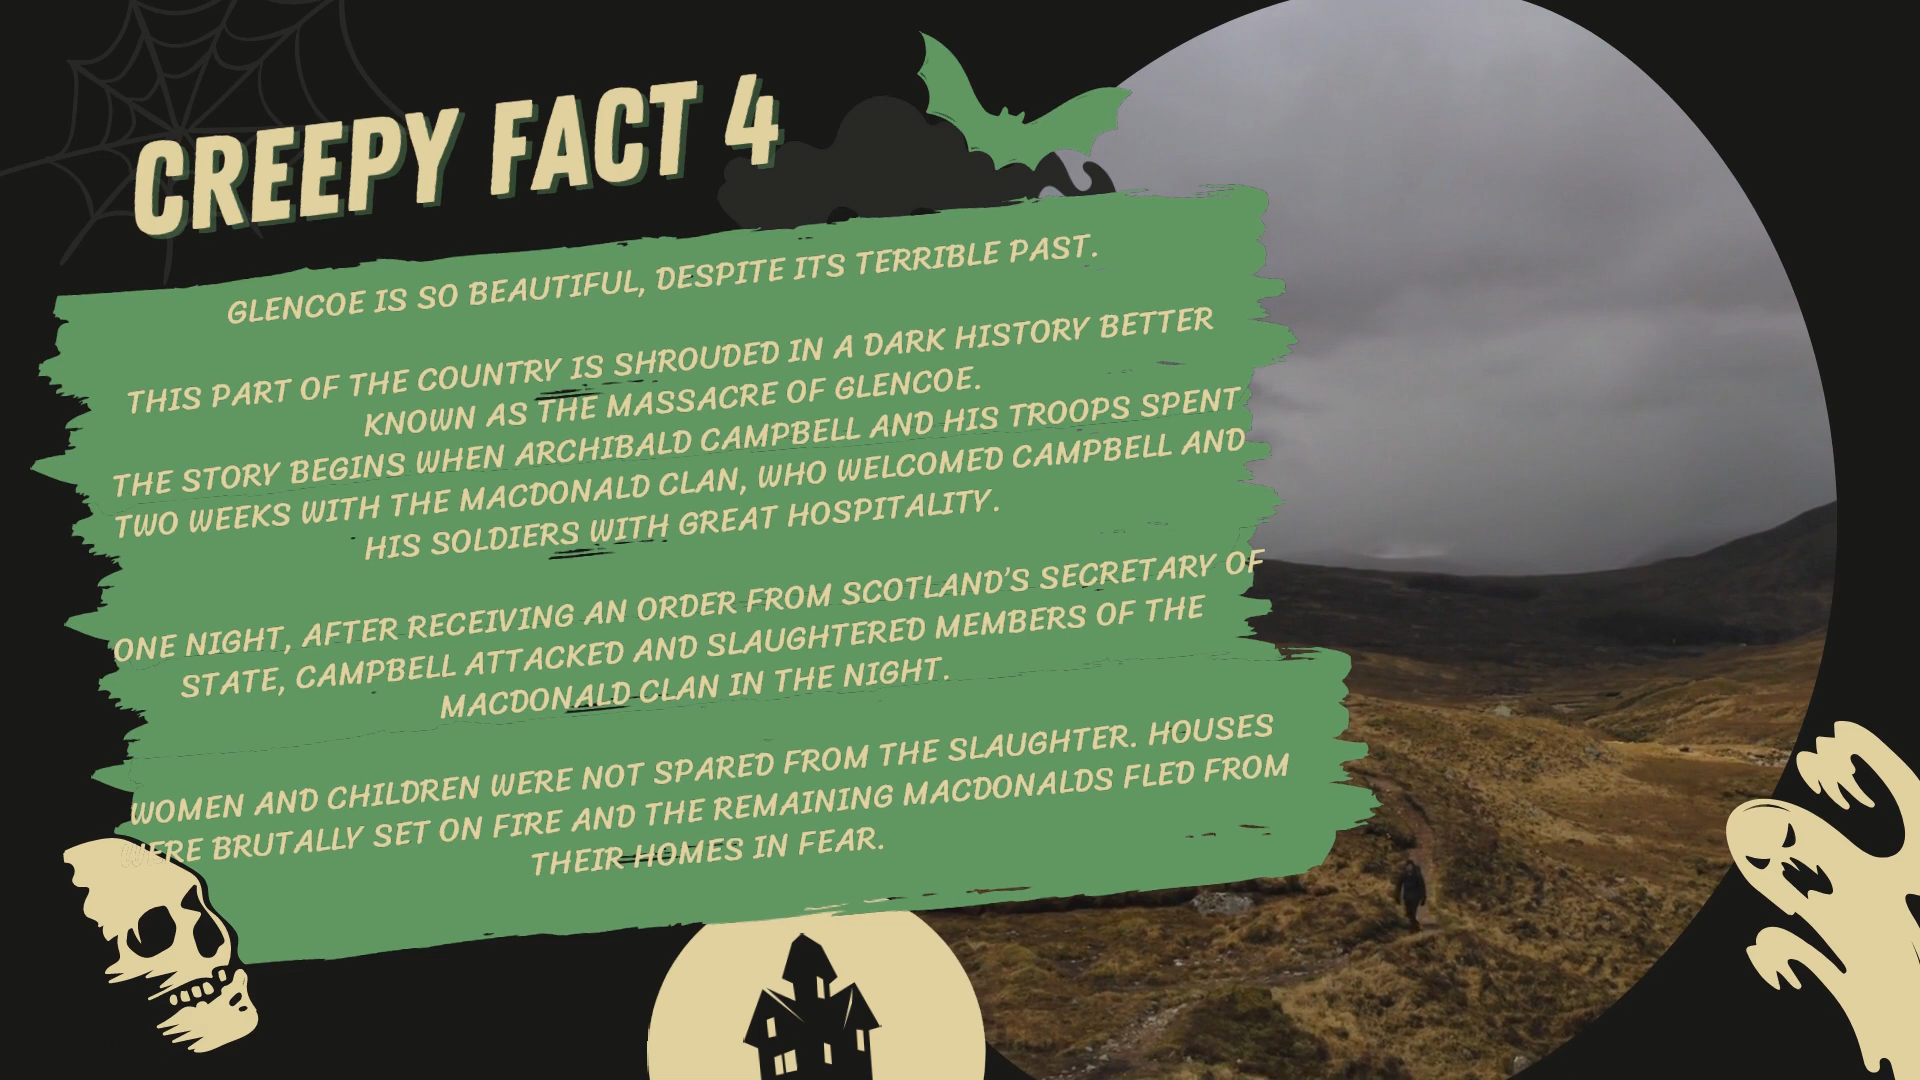 CREEPY FACT 4
GLENCOE IS SO BEAUTIFUL, DESPITE ITS TERRIBLE PAST.
THIS PART OF THE COUNTRY IS SHROUDED IN A DARK HISTORY BETTER
KNOWN AS THE MASSACRE OF GLENCOE.
THE STORY BEGINS WHEN ARCHIBALD CAMPBELL AND HIS TROOPS SPENT
TWO WEEKS WITH THE MACDONALD CLAN, WHO WELCOMED CAMPBELL AND
HIS SOLDIERS WITH GREAT HOSPITALITY.
ONE NIGHT, AFTER RECEIVING AN ORDER FROM SCOTLAND'S SECRETARY OF
STATE, CAMPBELL ATTACKED AND SLAUGHTERED MEMBERS OF THE
MACDONALD CLAN IN THE NIGHT.
WOMEN AND CHILDREN WERE NOT SPARED FROM THE SLAUGHTER. HOUSES
WERE BRUTALLY SET ON FIRE AND THE REMAINING MACDONALDS FLED FROM
THEIR HOMES IN FEAR.